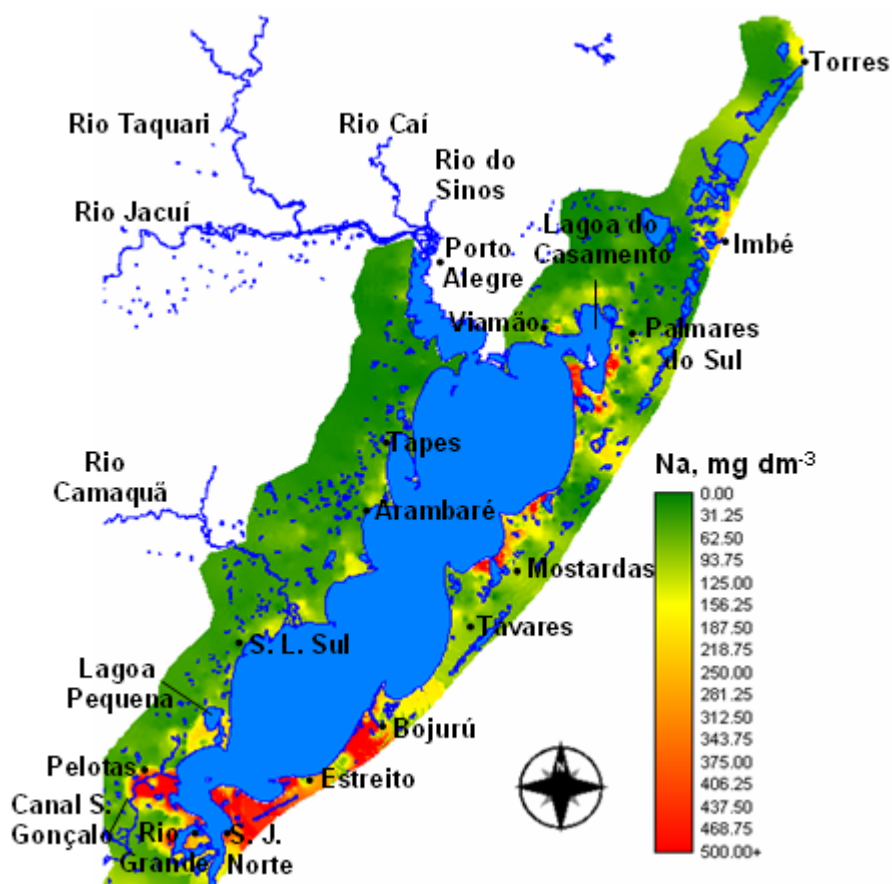 Torres
Rio Taquari
Rio Caí
Rio do
Sinos
Rio Jacuí
Lagoa do
Casamento
Imbé
Porto
Alegre
Viamão
Palmares
do Sul
Tapes
Rio
Camaquã
Na, mg dm-3
0.00
31.25
62.50
93.75
125.00
156.25
187.50
218.75
250.00
281.25
312.50
375.00
406.25
437.50
468.75
500.00+
Arambaré
Mostardas
Tavares
S. L. Sul
Lagoa
Pequena
Bojurú
Pelotas
Estreito
Canal S.
Gonçalo
Rio
Grande
S. J.
Norte
N